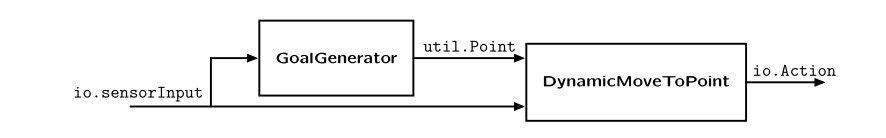 io.sensorInput
GoalGenerator
util.Point
DynamicMoveToPoint
io.Action